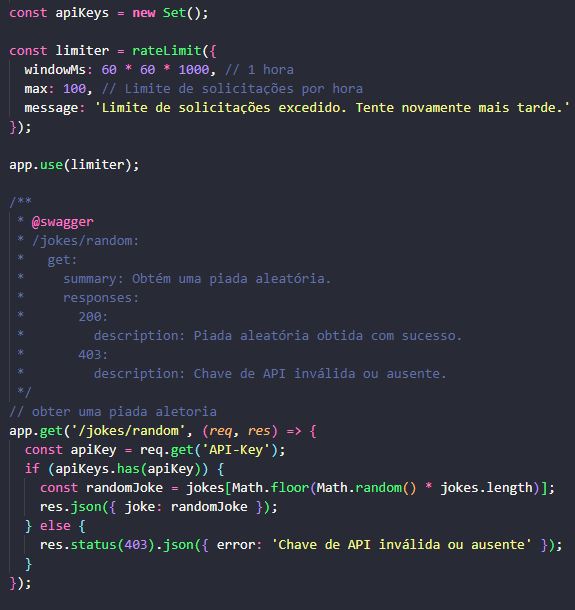 const apiKeys = new Set();
const limiter = rateLimit({
windowMs: 60 * 60 * 1000, // 1 hora
max: 100, // Limite de solicitações por hora
message: 'Limite de solicitações excedido. Tente novamente mais tarde.'
});
app.use(limiter);
/**
* @swagger
* /jokes/random:
*   get:
*     summary: Obtém uma piada aleatória.
*     responses:
*       200:
*         description: Piada aleatória obtida com sucesso.
*       403:
*         description: Chave de API inválida ou ausente.
*/
// obter uma piada aletoria
app.get('/jokes/random', (req, res) => {
const apiKey = req.get('API-Key');
if (apiKeys.has(apiKey)) {
const randomJoke = jokes[Math.floor(Math.random() * jokes.length)];
res.json({ joke: randomJoke });
} else {
res.status(403).json({ error: 'Chave de API inválida ou ausente' });
}
});